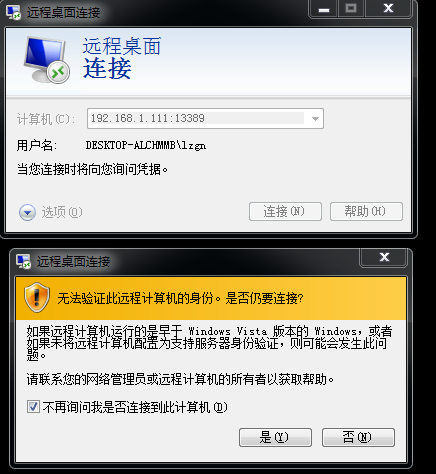 远程桌面连接
远程桌面
连接
计算机(C): 192.168.1.111:13389
用户名: DESKTOP-ALCHMMB\lzgn
当您连接时将向您询问凭据。
选项(O) 连接(N) 帮助(H)
远程桌面连接
无法验证此远程计算机的身份。是否仍要连接?
如果远程计算机运行的是早于 Windows Vista 版本的 Windows，或者
如果未将远程计算机配置为支持服务器身份验证，则可能会发生此问
题。
请联系您的网络管理员或远程计算机的所有者以获取帮助。
不再询问我是否连接到此计算机(D)
是(Y) 否(N)